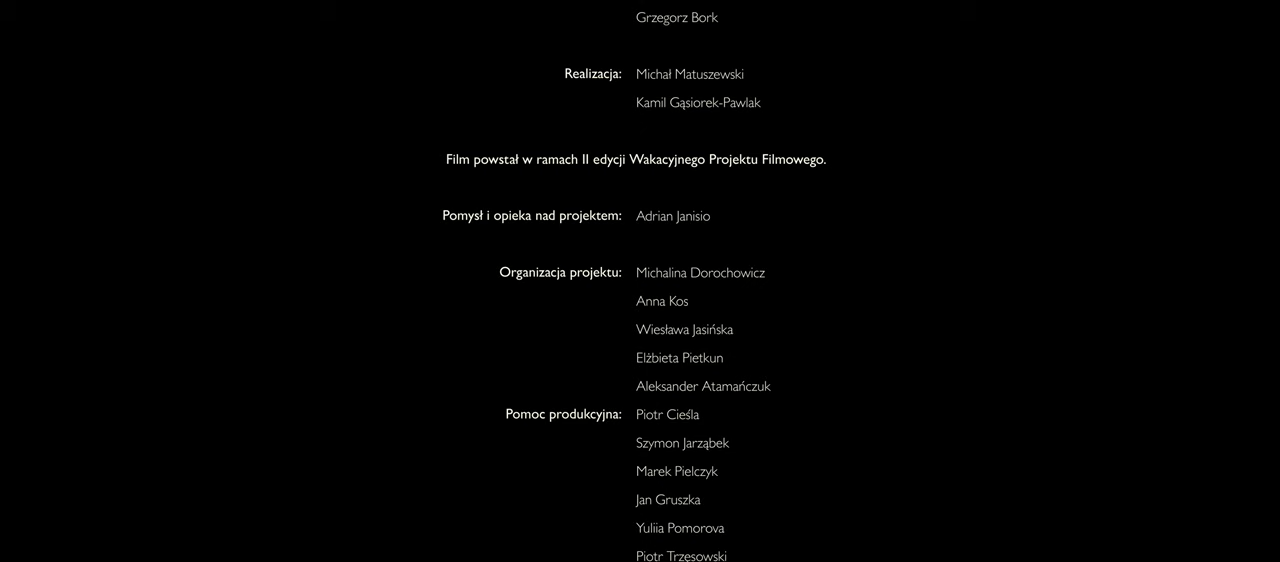 Grzegorz Bork
Realizacja: Michał Matuszewski
Kamil Gąsiorek-Pawlak
Film powstał w ramach II edycji Wakacyjnego Projektu Filmowego.
Pomysł i opieka nad projektem: Adrian Janisio
Organizacja projektu: Michalina Dorochowicz
Anna Kos
Wiesława Jasińska
Elżbieta Pietkun
Aleksander Atamańczuk
Pomoc produkcyjna: Piotr Cieśla
Szymon Jarząbek
Marek Pielczyk
Jan Gruszka
Yuliia Pomorova
Piotr Trzęsowski